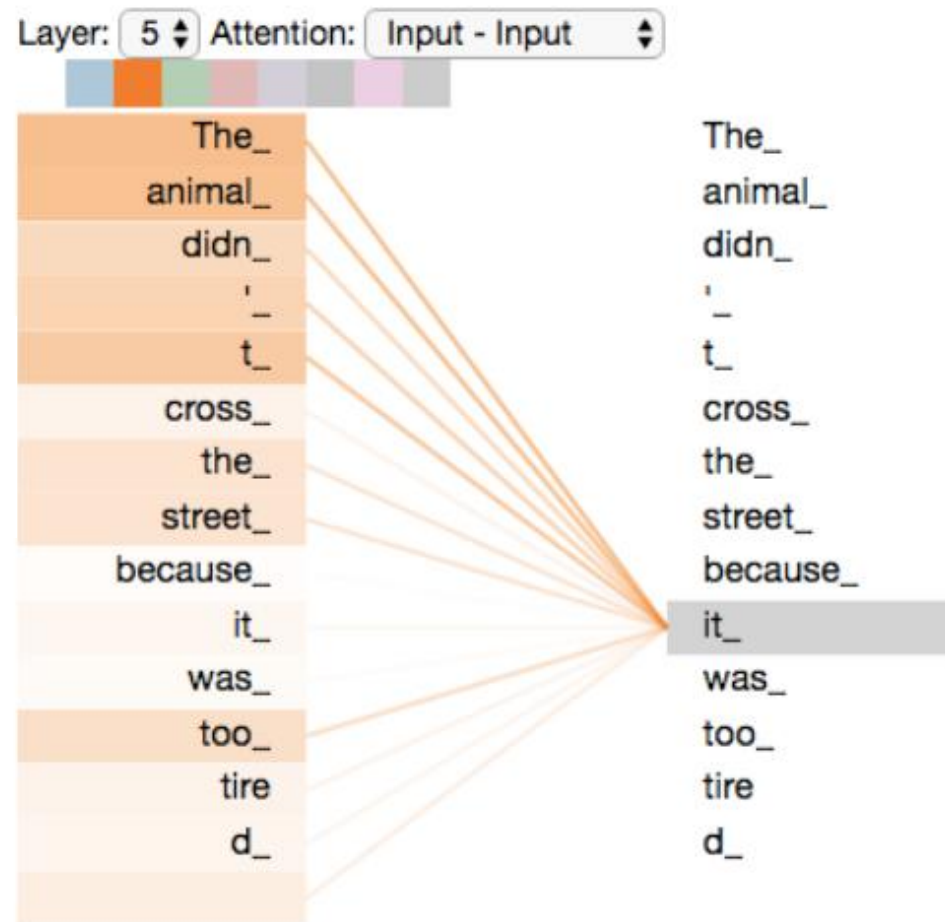 Layer: 5 Attention: Input - Input
The_ The_
animal_ animal_
didn_ didn_
'_ '_
t_ t_
cross_ cross_
the_ the_
street_ street_
because_ because_
it_ it_
was_ was_
too_ too_
tire tire
d_ d_